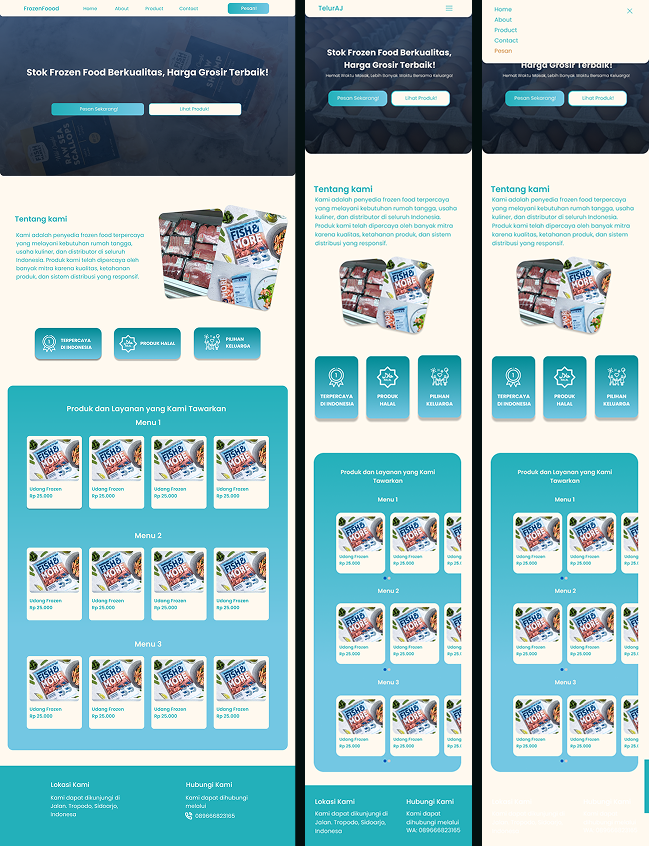 FrozenFoood
Home About Product Contact
Pesan!
Stok Frozen Food Berkualitas, Harga Grosir Terbaik!
Pesan Sekarang!
Lihat Produk!
Tentang kami
Kami adalah penyedia frozen food terpercaya
yang melayani kebutuhan rumah tangga,
usaha kuliner, dan distributor di seluruh
Indonesia. Produk kami telah dipercaya oleh
banyak mitra karena kualitas, ketahanan
produk, dan sistem distribusi yang responsif.
FISH&
MORE
TERPERCAYA
DI INDONESIA
PRODUK HALAL
PILIHAN
KELUARGA
Produk dan Layanan yang Kami Tawarkan
Menu 1
Udang Frozen
Rp 25.000
Udang Frozen
Rp 25.000
Udang Frozen
Rp 25.000
Udang Frozen
Rp 25.000
Menu 2
Udang Frozen
Rp 25.000
Udang Frozen
Rp 25.000
Udang Frozen
Rp 25.000
Udang Frozen
Rp 25.000
Menu 3
Udang Frozen
Rp 25.000
Udang Frozen
Rp 25.000
Udang Frozen
Rp 25.000
Udang Frozen
Rp 25.000
Lokasi Kami
Kami dapat dikunjungi di
Jalan. Tropodo, Sidoarjo,
Indonesa
Hubungi Kami
Kami dapat dihubungi
melalui
089666823165
TelurAJ
Stok Frozen Food Berkualitas,
Harga Grosir Terbaik!
Hemat Waktu Masak, Lebih Banyak Waktu Bersama Keluarga!
Pesan Sekarang!
Lihat Produk!
Tentang kami
Kami adalah penyedia frozen food terpercaya
yang melayani kebutuhan rumah tangga, usaha
kuliner, dan distributor di seluruh Indonesia.
Produk kami telah dipercaya oleh banyak mitra
karena kualitas, ketahanan produk, dan sistem
distribusi yang responsif.
TERPERCAYA
DI INDONESIA
PRODUK
HALAL
PILIHAN
KELUARGA
Produk dan Layanan yang Kami
Tawarkan
Menu 1
Udang Frozen
Rp 25.000
Udang Frozen
Rp 25.000
Menu 2
Udang Frozen
Rp 25.000
Udang Frozen
Rp 25.000
Menu 3
Udang Frozen
Rp 25.000
Udang Frozen
Rp 25.000
Lokasi Kami
Kami dapat dikunjungi di
Jalan. Tropodo, Sidoarjo,
Indonesa
Hubungi Kami
Kami dapat
dihubungi melalui
WA: 089666823165
Home
About
Product
Contact
Pesan
Harga Grosir Terbaik!
Hemat Waktu Masak, Lebih Banyak Waktu Bersama Keluarga!
Pesan Sekarang!
Lihat Produk!
Tentang kami
Kami adalah penyedia frozen food terpercaya
yang melayani kebutuhan rumah tangga, usaha
kuliner, dan distributor di seluruh Indonesia.
Produk kami telah dipercaya oleh banyak mitra
karena kualitas, ketahanan produk, dan sistem
distribusi yang responsif.
TERPERCAYA
DI INDONESIA
PRODUK
HALAL
PILIHAN
KELUARGA
Produk dan Layanan yang Kami
Tawarkan
Menu 1
Udang Frozen
Rp 25.000
Udang Frozen
Rp 25.000
Menu 2
Udang Frozen
Rp 25.000
Udang Frozen
Rp 25.000
Menu 3
Udang Frozen
Rp 25.000
Udang Frozen
Rp 25.000